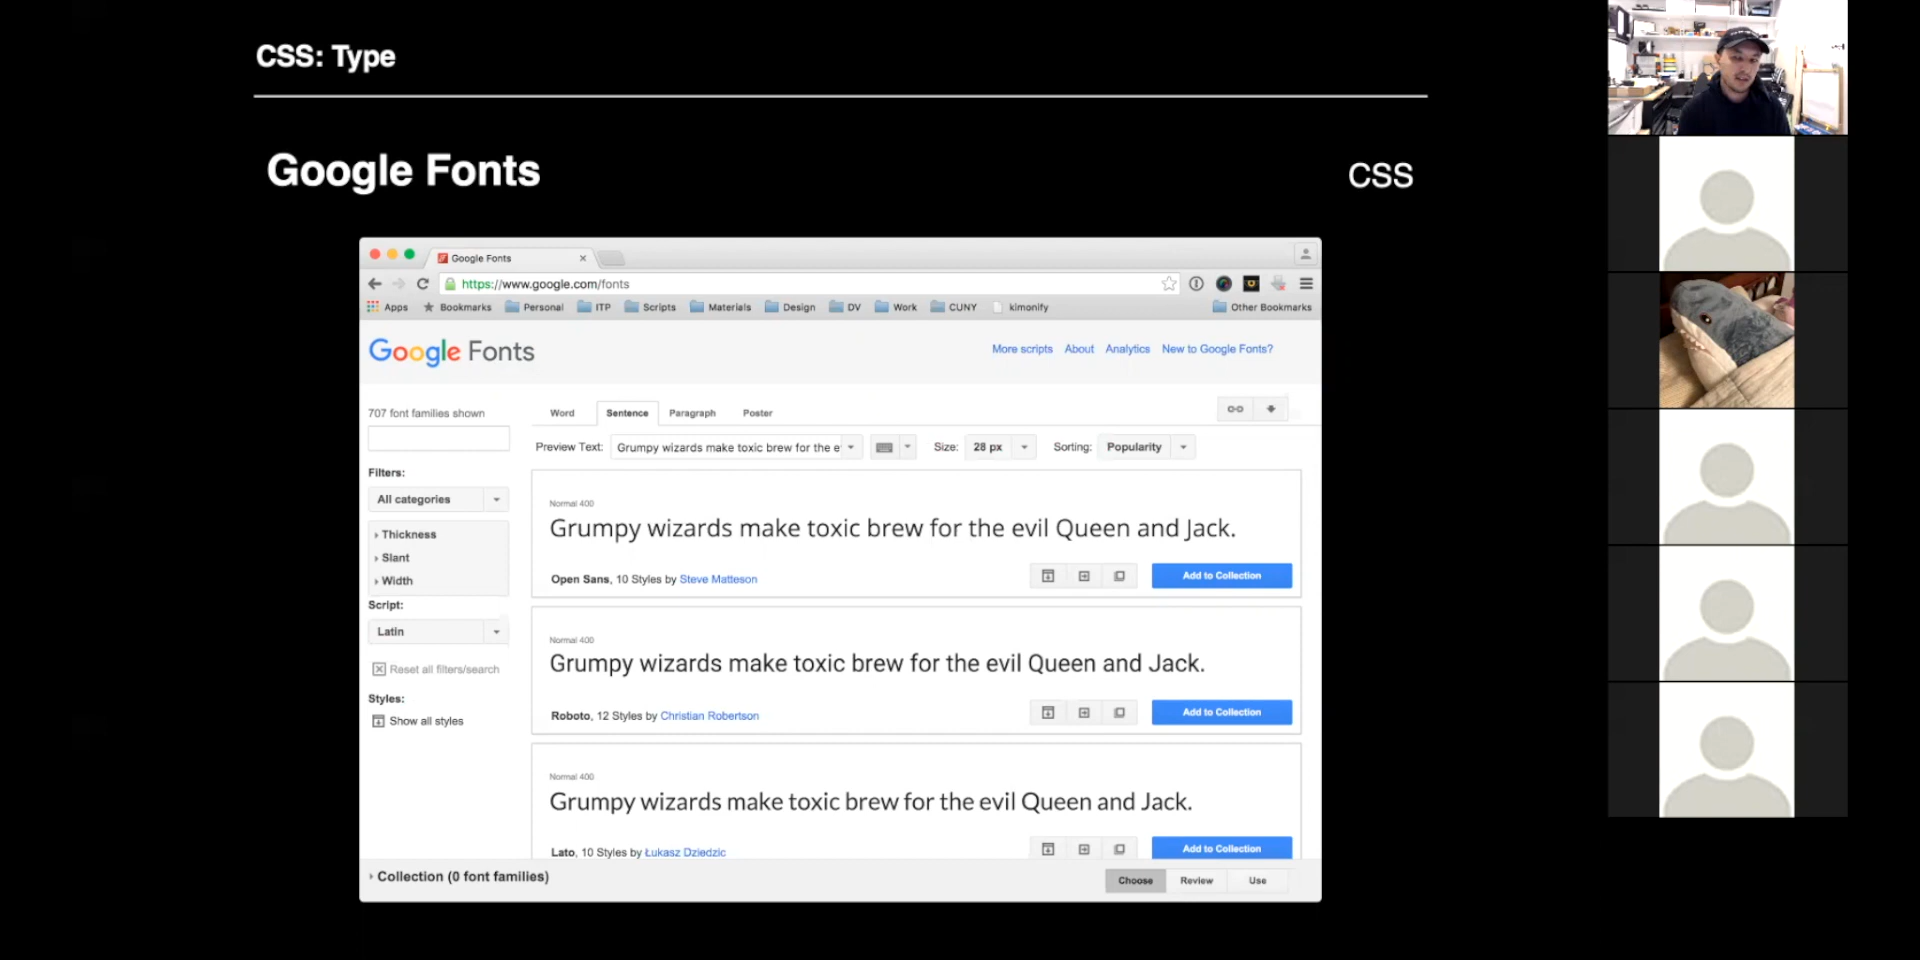 CSS: Type
Google Fonts
CSS
Google Fonts
https://www.google.com/fonts
Apps Bookmarks Personal ITP Scripts Materials Design DV Work CUNY kimonify Other Bookmarks
Google Fonts
More scripts About Analytics New to Google Fonts?
707 font families shown
Word Sentence Paragraph Poster
Preview Text: Grumpy wizards make toxic brew for the e Size: 28 px Sorting: Popularity
Filters:
All categories
Thickness
Slant
Width
Script:
Latin
Reset all filters/search
Styles:
Show all styles
Normal 400
Grumpy wizards make toxic brew for the evil Queen and Jack.
Open Sans, 10 Styles by Steve Matteson
Add to Collection
Normal 400
Grumpy wizards make toxic brew for the evil Queen and Jack.
Roboto, 12 Styles by Christian Robertson
Add to Collection
Normal 400
Grumpy wizards make toxic brew for the evil Queen and Jack.
Lato, 10 Styles by Łukasz Dziedzic
Add to Collection
Collection (0 font families)
Choose Review Use